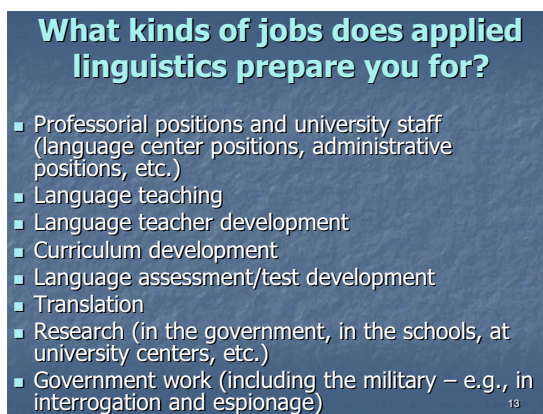 What kinds of jobs does applied
linguistics prepare you for?
■ Professorial positions and university staff
(language center positions, administrative
positions, etc.)
■ Language teaching
■ Language teacher development
■ Curriculum development
■ Language assessment/test development
■ Translation
■ Research (in the government, in the schools, at
university centers, etc.)
■ Government work (including the military – e.g., in
interrogation and espionage)
13